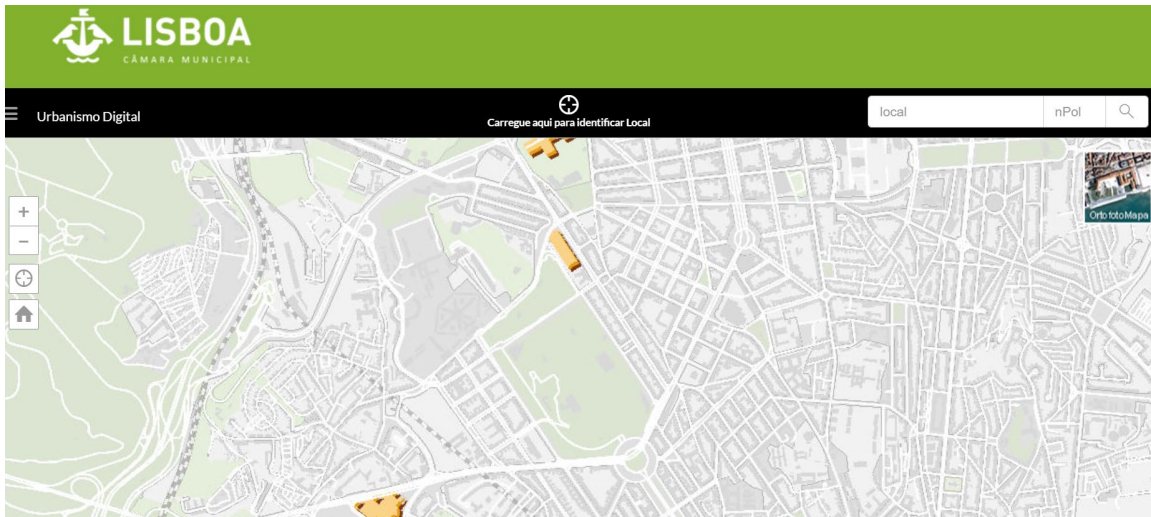 LISBOA
CÂMARA MUNICIPAL
Urbanismo Digital
Carregue aqui para identificar Local
local
nPol
+
−
Orto fotoMapa